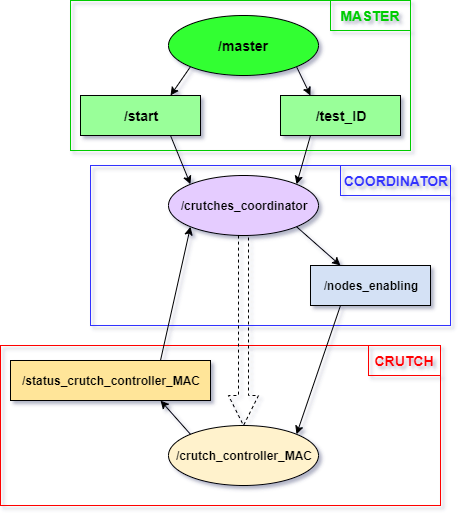 MASTER
/master
/start
/test_ID
COORDINATOR
/crutches_coordinator
/nodes_enabling
CRUTCH
/status_crutch_controller_MAC
/crutch_controller_MAC